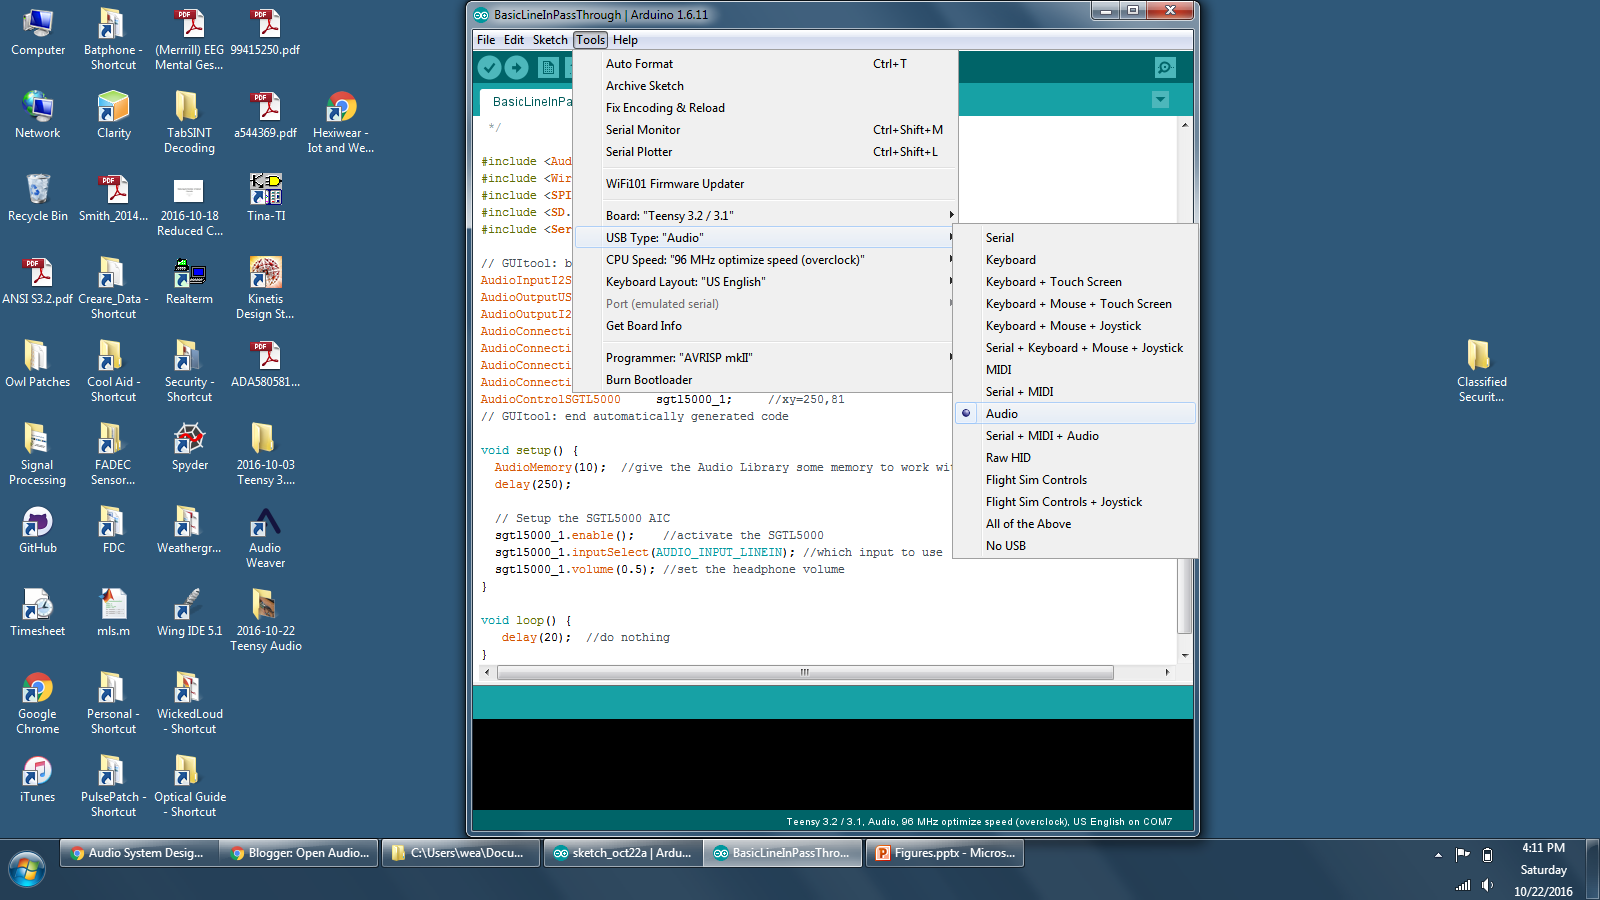 Computer
Batphone -
Shortcut
(Merrrill) EEG
Mental Ges...
99415250.pdf
Network
Clarity
TabSINT
Decoding
a544369.pdf
Hexiwear -
Iot and We...
Recycle Bin
Smith_2014...
2016-10-18
Reduced C...
Tina-TI
ANSI S3.2.pdf
Creare_Data -
Shortcut
Realterm
Kinetis
Design St...
Owl Patches
Cool Aid -
Shortcut
Security -
Shortcut
ADA580581...
Signal
Processing
FADEC
Sensor...
Spyder
2016-10-03
Teensy 3....
GitHub
FDC
Weathergr...
Audio
Weaver
Timesheet
mls.m
Wing IDE 5.1
2016-10-22
Teensy Audio
Google
Chrome
Personal -
Shortcut
WickedLoud
- Shortcut
iTunes
PulsePatch -
Shortcut
Optical Guide
- Shortcut
BasicLineInPassThrough | Arduino 1.6.11
File Edit Sketch Tools Help
BasicLineInPa
*/
#include <Aud
#include <Wir
#include <SPI
#include <SD.
#include <Ser
// GUItool: b
AudioInputI2S
AudioOutputUS
AudioOutputI2
AudioConnecti
AudioConnecti
AudioConnecti
AudioConnecti
AudioControlSGTL5000 sgtl5000_1; //xy=250,81
// GUItool: end automatically generated code
void setup() {
AudioMemory(10); //give the Audio Library some memory to work wi
delay(250);
// Setup the SGTL5000 AIC
sgtl5000_1.enable(); //activate the SGTL5000
sgtl5000_1.inputSelect(AUDIO_INPUT_LINEIN); //which input to use
sgtl5000_1.volume(0.5); //set the headphone volume
}
void loop() {
delay(20); //do nothing
}
Auto Format Ctrl+T
Archive Sketch
Fix Encoding & Reload
Serial Monitor Ctrl+Shift+M
Serial Plotter Ctrl+Shift+L
WiFi101 Firmware Updater
Board: "Teensy 3.2 / 3.1"
USB Type: "Audio"
CPU Speed: "96 MHz optimize speed (overclock)"
Keyboard Layout: "US English"
Port (emulated serial)
Get Board Info
Programmer: "AVRISP mkII"
Burn Bootloader
Serial
Keyboard
Keyboard + Touch Screen
Keyboard + Mouse + Touch Screen
Keyboard + Mouse + Joystick
Serial + Keyboard + Mouse + Joystick
MIDI
Serial + MIDI
Audio
Serial + MIDI + Audio
Raw HID
Flight Sim Controls
Flight Sim Controls + Joystick
All of the Above
No USB
Teensy 3.2 / 3.1, Audio, 96 MHz optimize speed (overclock), US English on COM7
Classified
Securit...
Audio System Desig...
Blogger: Open Audio...
C:\Users\wea\Docu...
sketch_oct22a | Ardu...
BasicLineInPassThro...
Figures.pptx - Micros...
4:11 PM
Saturday
10/22/2016